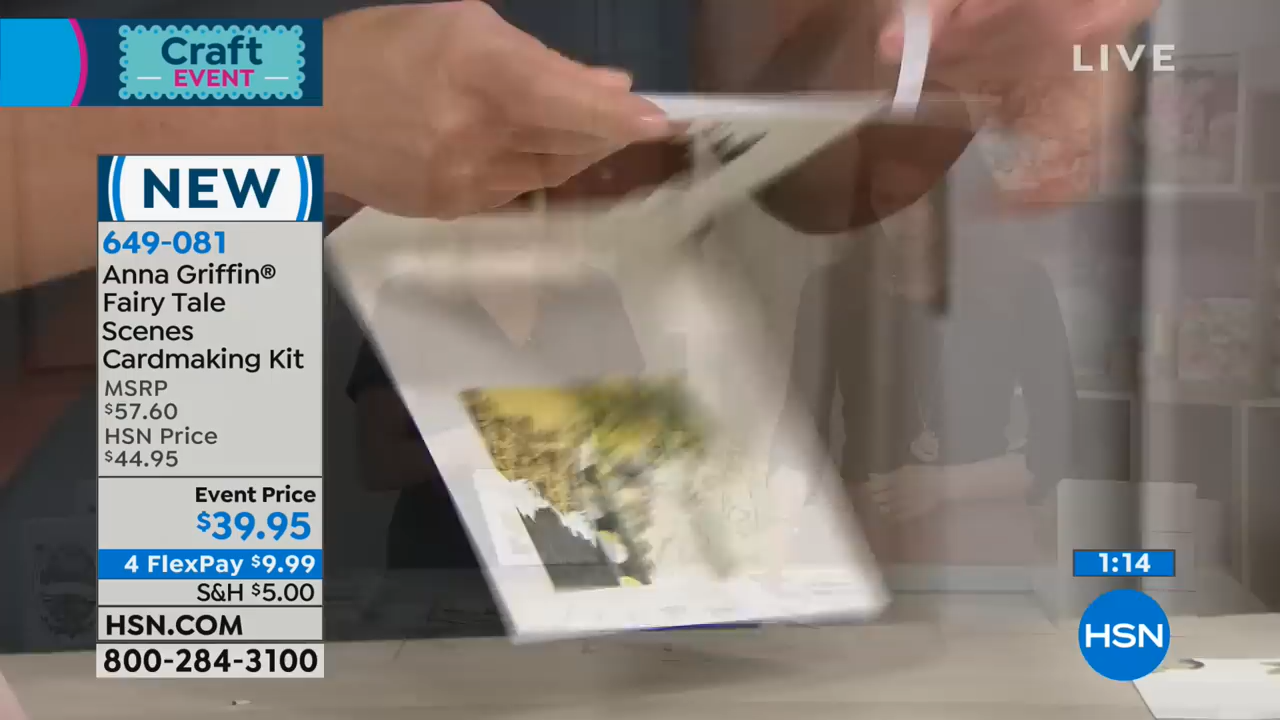 Craft
EVENT
LIVE
NEW
649-081
Anna Griffin®
Fairy Tale
Scenes
Cardmaking Kit
MSRP
$57.60
HSN Price
$44.95
Event Price
$39.95
4 FlexPay $9.99
S&H $5.00
HSN.COM
800-284-3100
1:14
HSN